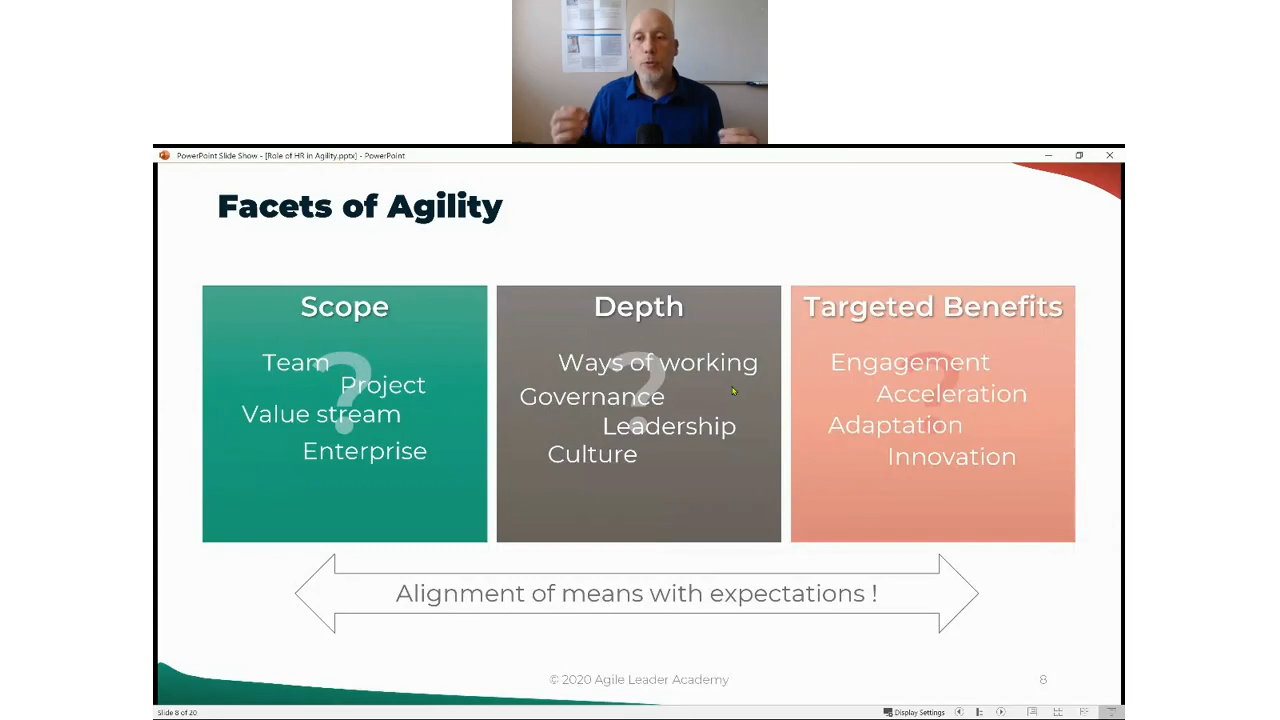 PowerPoint Slide Show - [Role of HR in Agility.pptx] - PowerPoint
Facets of Agility
Scope
Team
Project
Value stream
Enterprise
Depth
Ways of working
Governance
Leadership
Culture
Targeted Benefits
Engagement
Acceleration
Adaptation
Innovation
?
?
?
Alignment of means with expectations !
© 2020 Agile Leader Academy
8
Slide 8 of 20
Display Settings